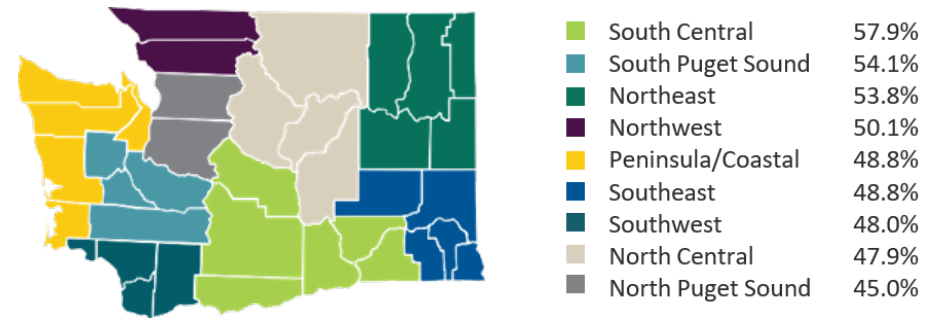 South Central 57.9%
South Puget Sound 54.1%
Northeast 53.8%
Northwest 50.1%
Peninsula/Coastal 48.8%
Southeast 48.8%
Southwest 48.0%
North Central 47.9%
North Puget Sound 45.0%